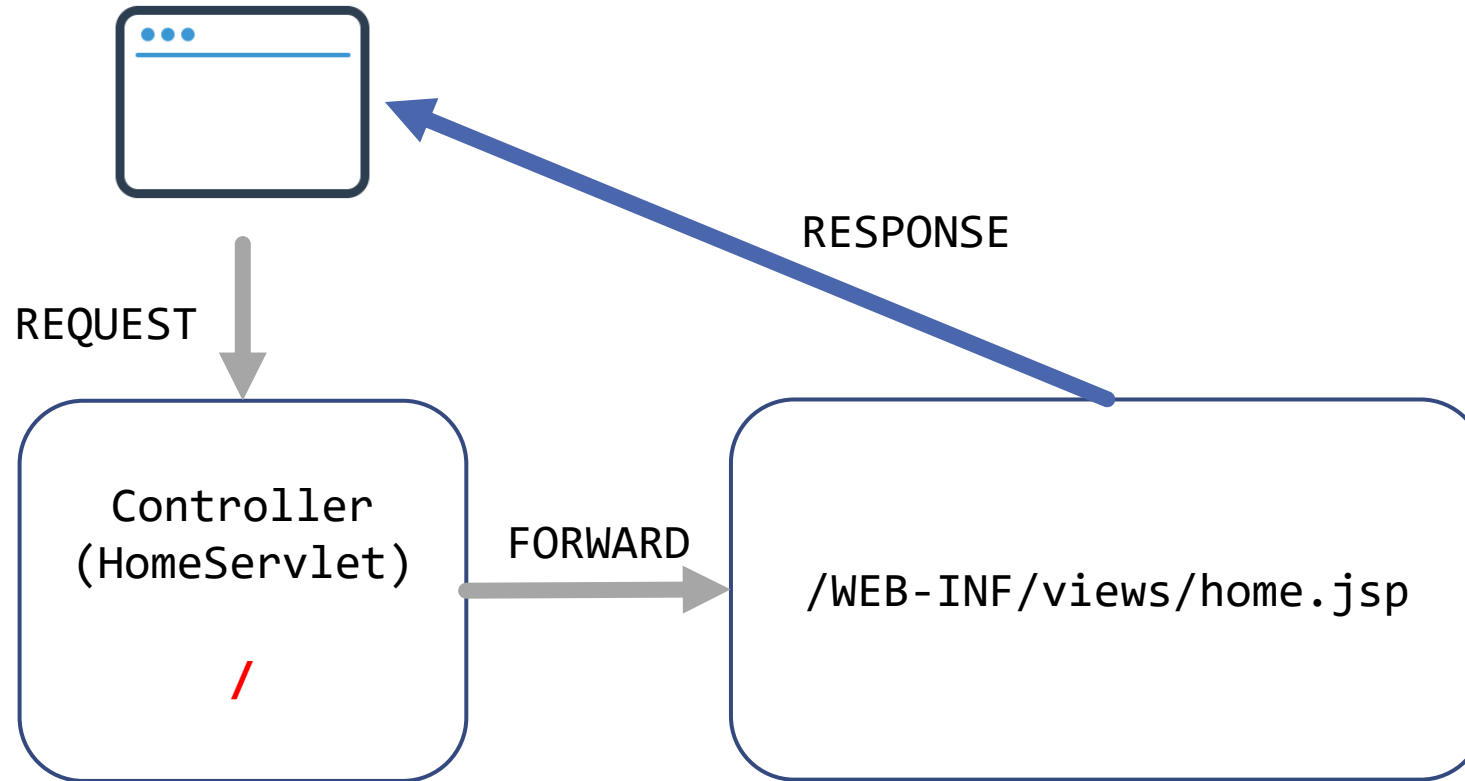 RESPONSE
REQUEST
Controller
(HomeServlet)
/
FORWARD
/WEB-INF/views/home.jsp